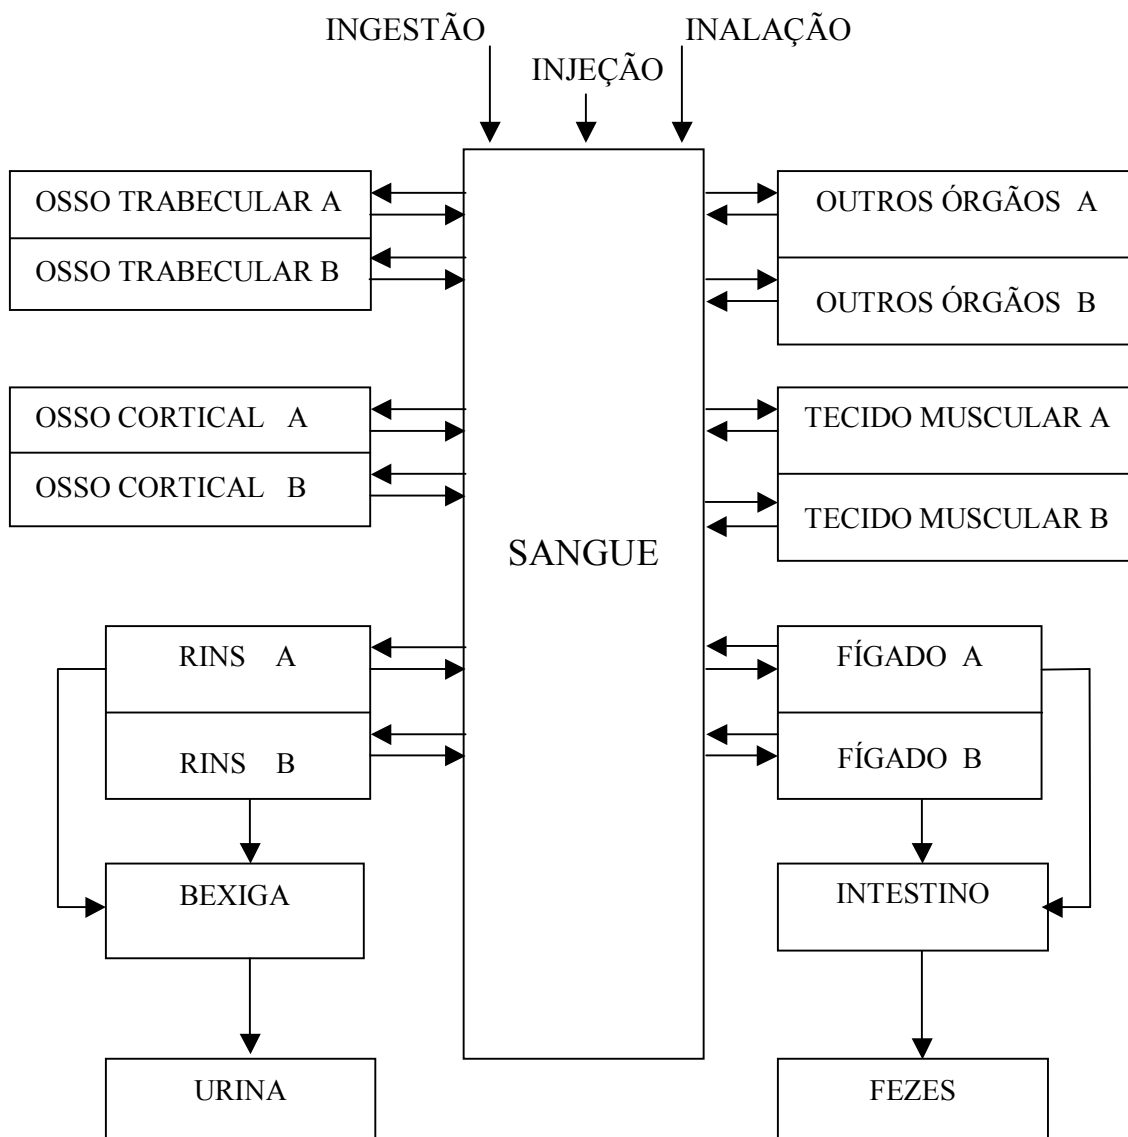 INGESTÃO
INALAÇÃO
INJEÇÃO
OSSO TRABECULAR A
OSSO TRABECULAR B
OUTROS ÓRGÃOS A
OUTROS ÓRGÃOS B
OSSO CORTICAL A
OSSO CORTICAL B
TECIDO MUSCULAR A
TECIDO MUSCULAR B
SANGUE
RINS A
RINS B
FÍGADO A
FÍGADO B
BEXIGA
INTESTINO
URINA
FEZES